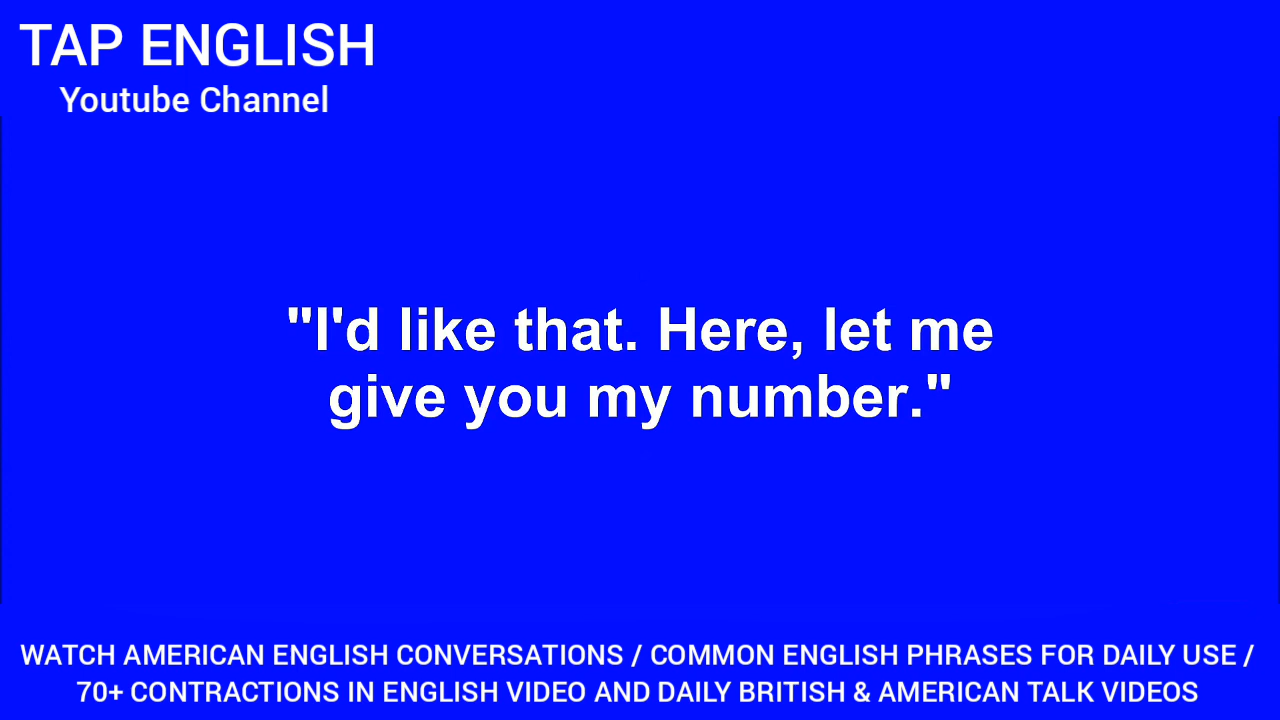 TAP ENGLISH
Youtube Channel
"I'd like that. Here, let me
give you my number."
WATCH AMERICAN ENGLISH CONVERSATIONS / COMMON ENGLISH PHRASES FOR DAILY USE /
70+ CONTRACTIONS IN ENGLISH VIDEO AND DAILY BRITISH & AMERICAN TALK VIDEOS